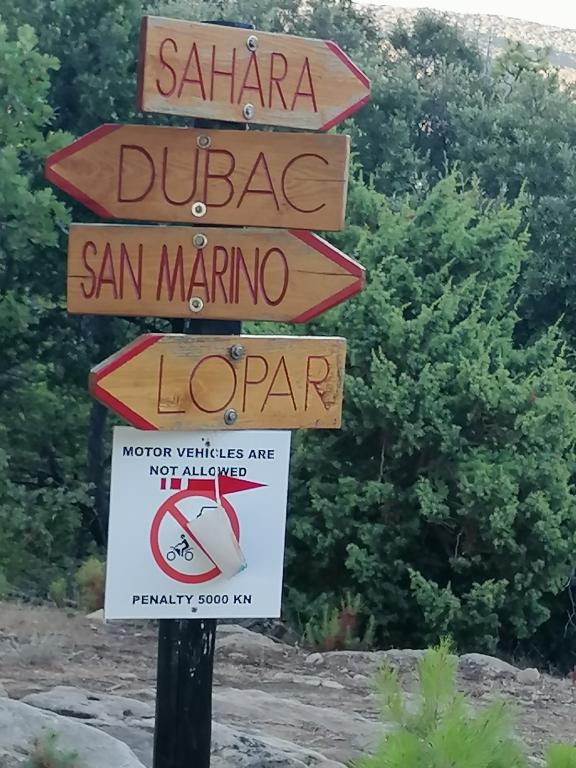 SAHARA
DUBAC
SAN MARINO
LOPAR
MOTOR VEHICLES ARE
NOT ALLOWED
PENALTY 5000 KN